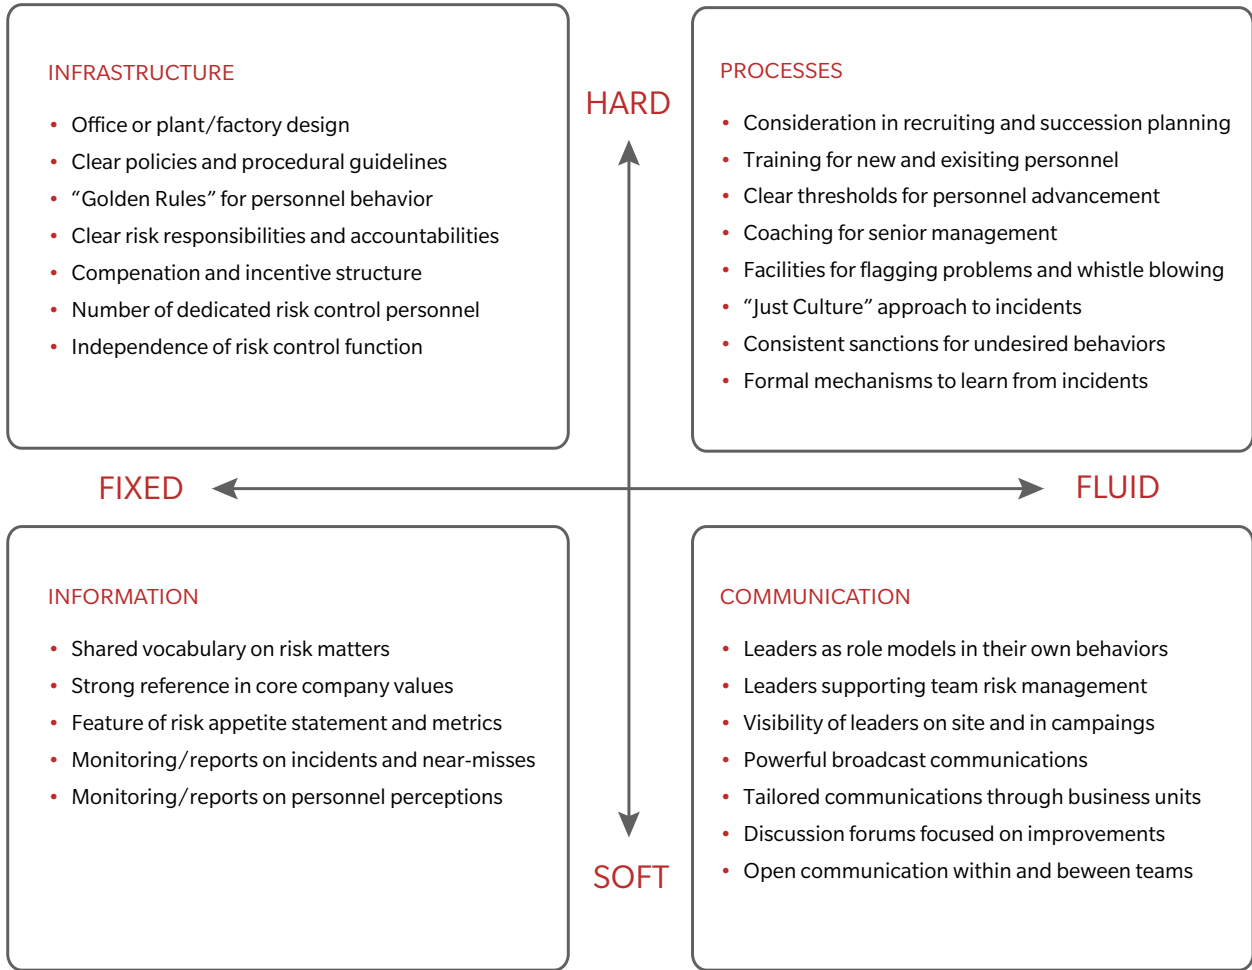 INFRASTRUCTURE
• Office or plant/factory design
• Clear policies and procedural guidelines
• “Golden Rules” for personnel behavior
• Clear risk responsibilities and accountabilities
• Compenation and incentive structure
• Number of dedicated risk control personnel
• Independence of risk control function
HARD
PROCESSES
• Consideration in recruiting and succession planning
• Training for new and exisiting personnel
• Clear thresholds for personnel advancement
• Coaching for senior management
• Facilities for flagging problems and whistle blowing
• “Just Culture” approach to incidents
• Consistent sanctions for undesired behaviors
• Formal mechanisms to learn from incidents
FIXED
FLUID
INFORMATION
• Shared vocabulary on risk matters
• Strong reference in core company values
• Feature of risk appetite statement and metrics
• Monitoring/reports on incidents and near-misses
• Monitoring/reports on personnel perceptions
SOFT
COMMUNICATION
• Leaders as role models in their own behaviors
• Leaders supporting team risk management
• Visibility of leaders on site and in campaings
• Powerful broadcast communications
• Tailored communications through business units
• Discussion forums focused on improvements
• Open communication within and beween teams